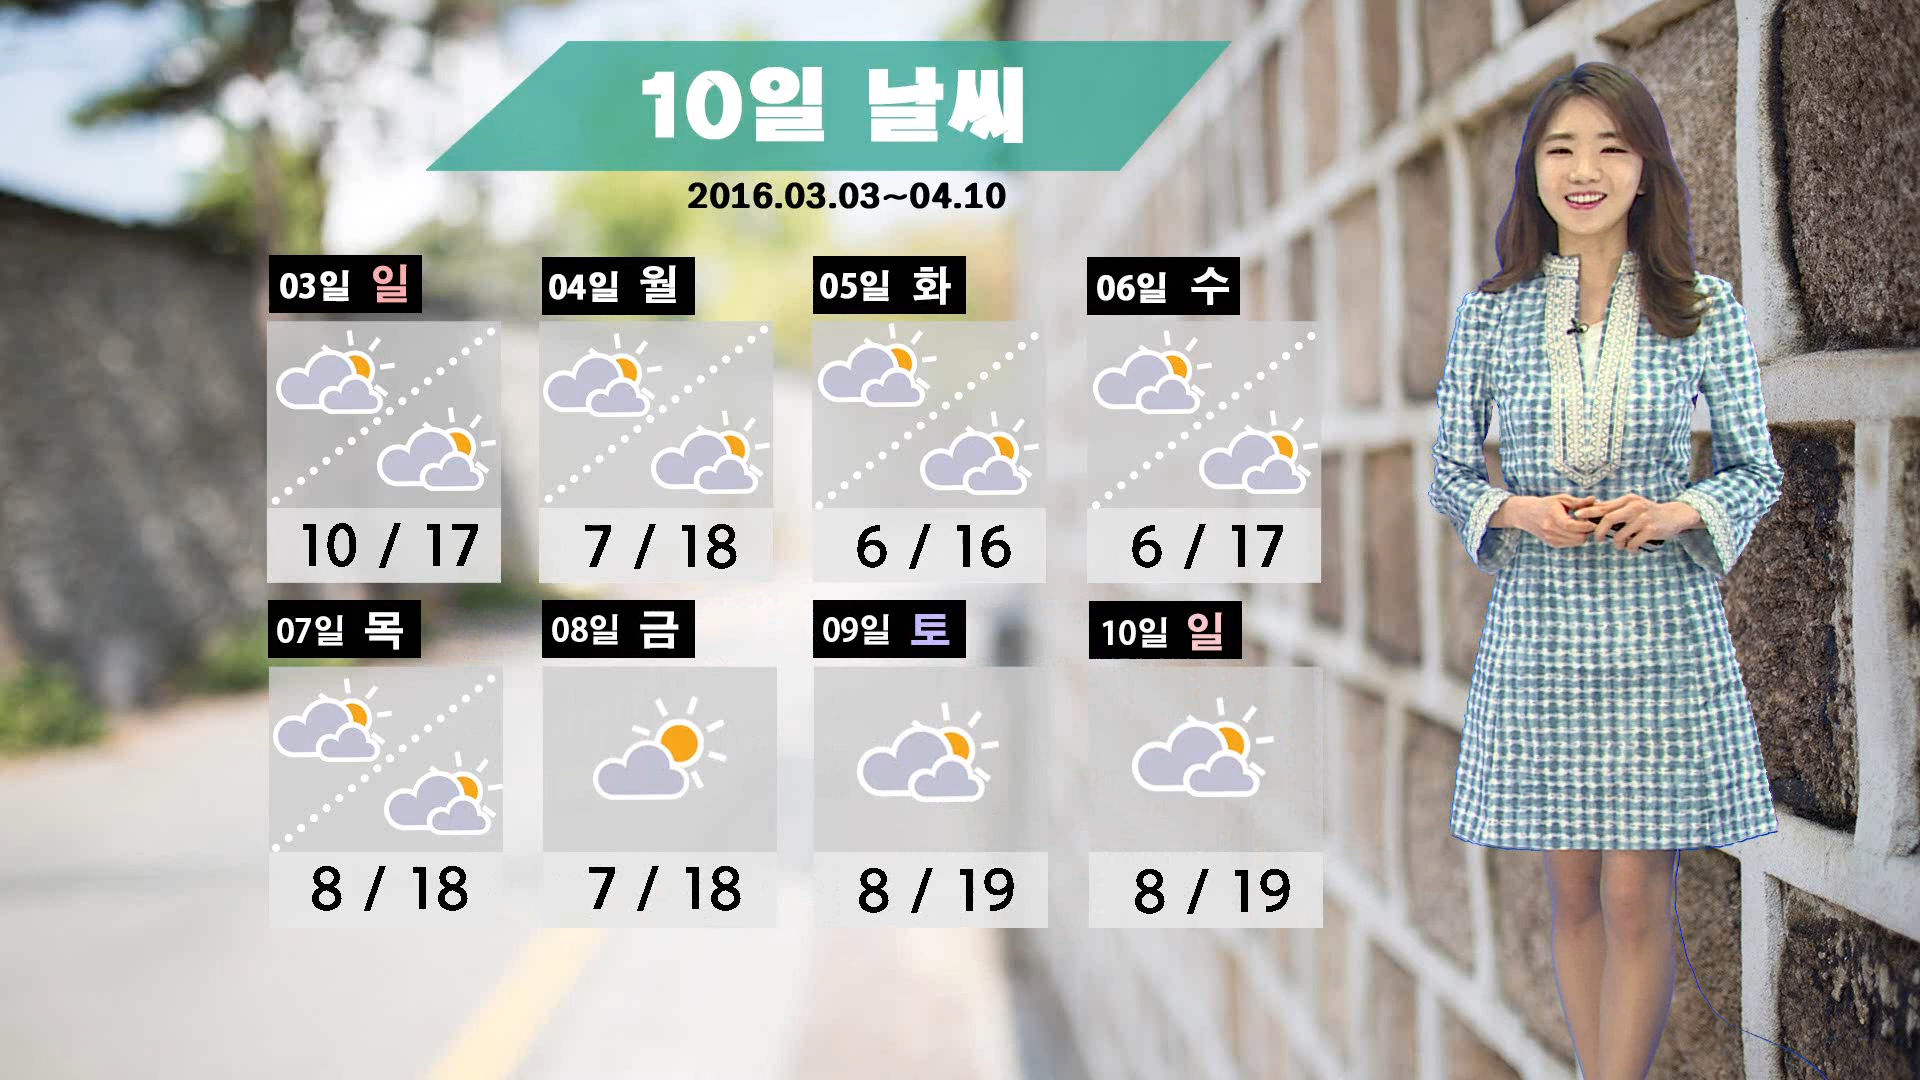 10일 날씨
2016.03.03~04.10
03일 일
04일 월
05일 화
06일 수
10 / 17
7 / 18
6 / 16
6 / 17
07일 목
08일 금
09일 토
10일 일
8 / 18
7 / 18
8 / 19
8 / 19